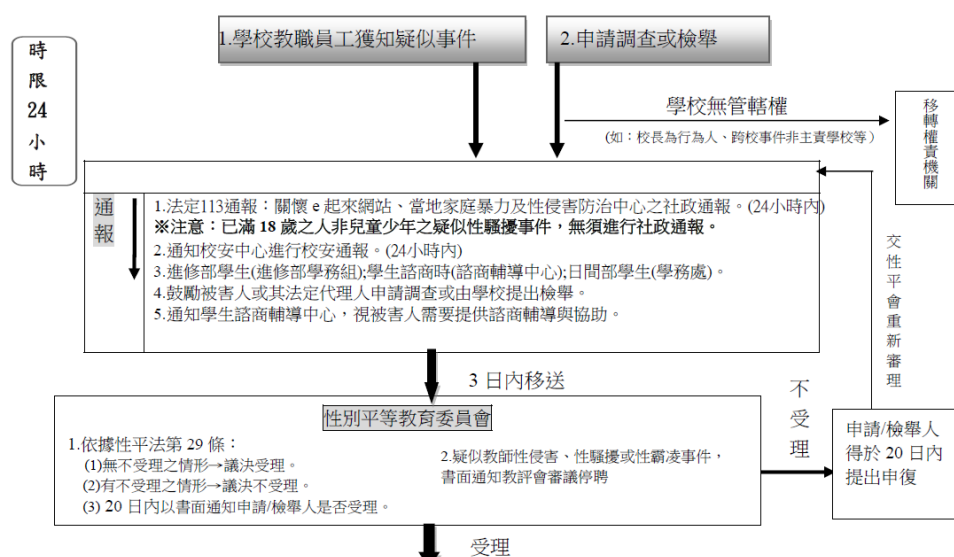 1.學校教職員工獲知疑似事件
2.申請調查或檢舉
時限24小時
學校無管轄權
(如：校長為行為人、跨校事件非主責學校等）
移轉權責機關
通報
1.法定113通報：關懷 e 起來網站、當地家庭暴力及性侵害防治中心之社政通報。(24小時內)
※注意：已滿 18 歲之人非兒童少年之疑似性騷擾事件，無須進行社政通報。
2.通知校安中心進行校安通報。(24小時內)
3.進修部學生(進修部學務組);學生諮商時(諮商輔導中心);日間部學生(學務處)。
4.鼓勵被害人或其法定代理人申請調查或由學校提出檢舉。
5.通知學生諮商輔導中心，視被害人需要提供諮商輔導與協助。
交性平會重新審理
3 日內移送
性別平等教育委員會
1.依據性平法第 29 條：
(1)無不受理之情形→議決受理。
(2)有不受理之情形→議決不受理。
(3) 20 日內以書面通知申請/檢舉人是否受理。
2.疑似教師性侵害、性騷擾或性霸凌事件，
書面通知教評會審議停聘
不受理
申請/檢舉人
得於 20 日內
提出申復
受理